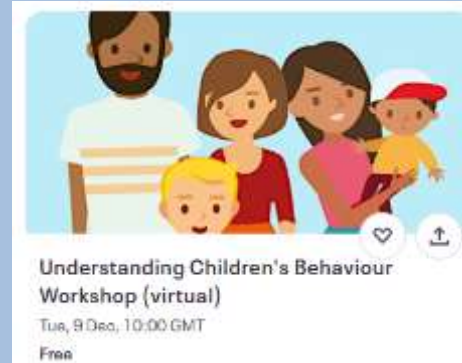 Understanding Children's Behaviour
Workshop (virtual)
Tue, 9 Dec, 10:00 GMT
Free